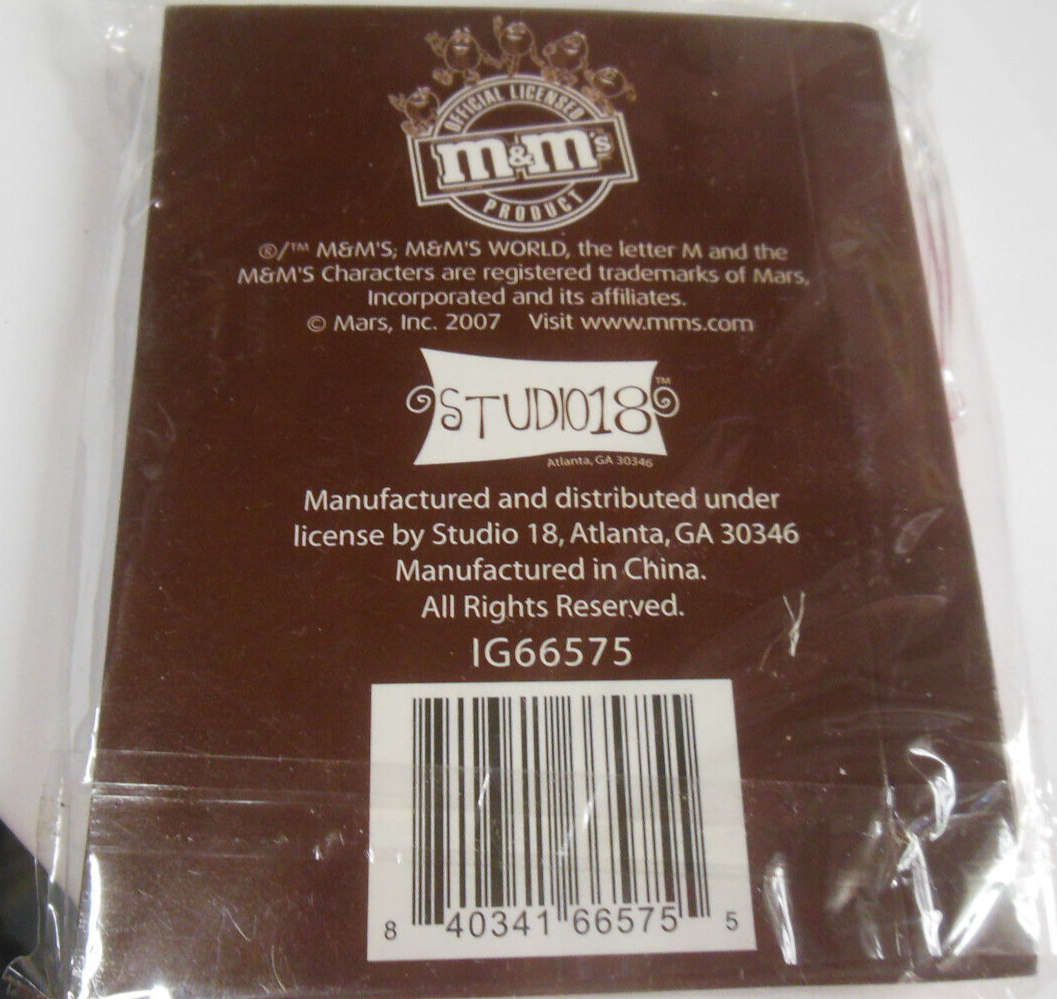 OFFICIAL LICENSED
m&m's
PRODUCT
®/™ M&M'S; M&M'S WORLD, the letter M and the
M&M'S Characters are registered trademarks of Mars,
Incorporated and its affiliates.
© Mars, Inc. 2007 Visit www.mms.com
STUDIO18™
Atlanta, GA 30346
Manufactured and distributed under
license by Studio 18, Atlanta, GA 30346
Manufactured in China.
All Rights Reserved.
IG66575
8 40341 66575 5